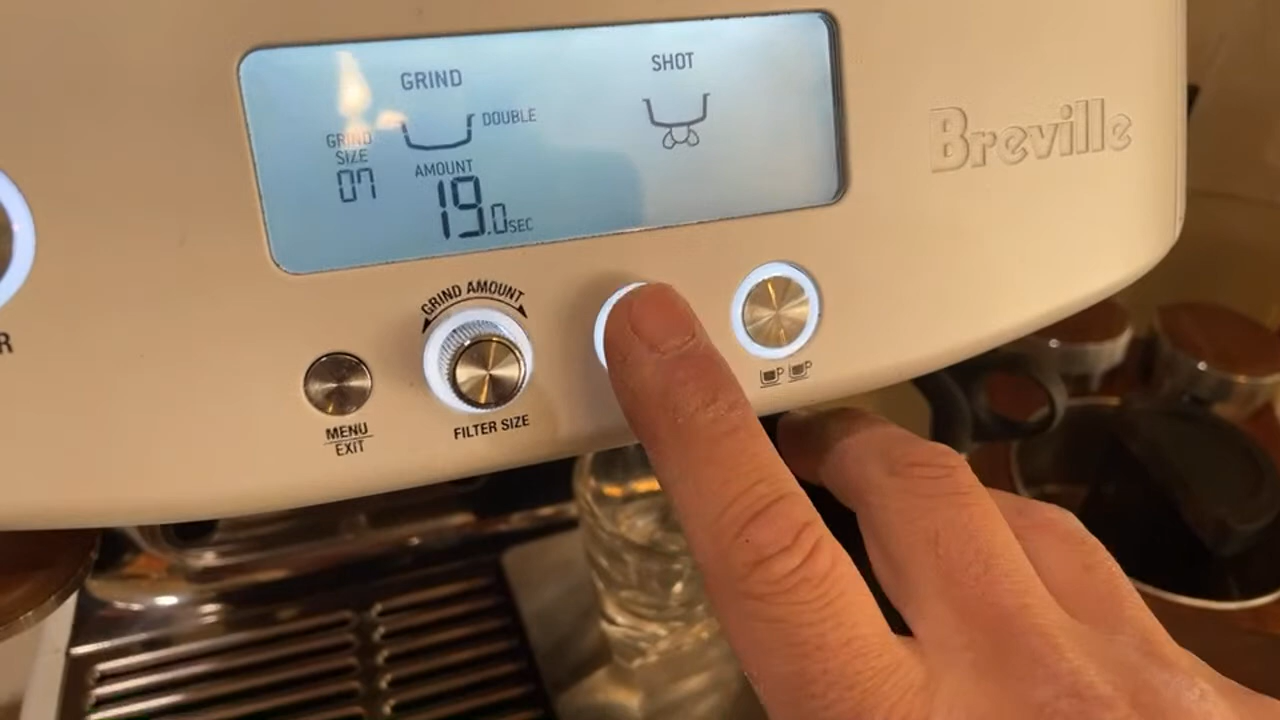 GRIND
SHOT
DOUBLE
GRIND
SIZE
07
AMOUNT
19.0SEC
Breville
GRIND AMOUNT
FILTER SIZE
MENU
EXIT
R